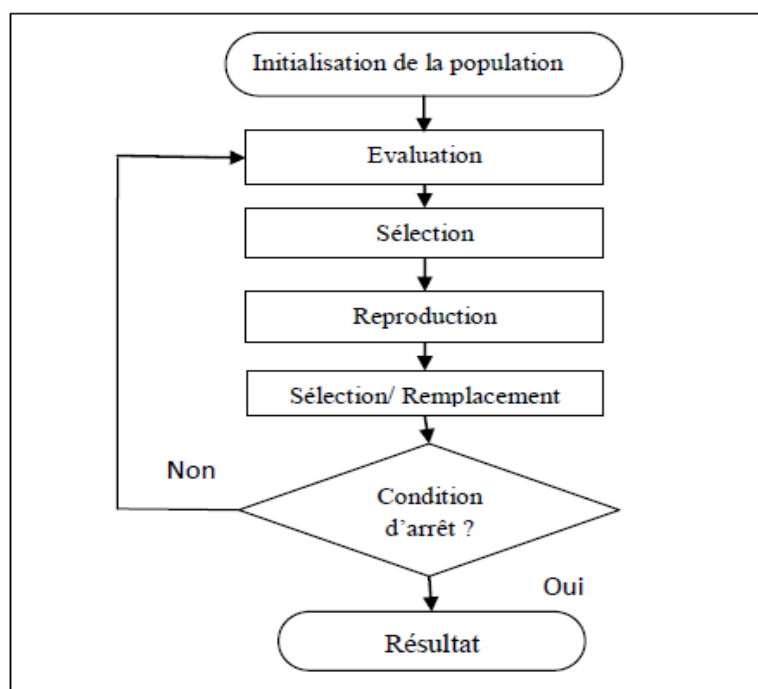 Initialisation de la population
Evaluation
Sélection
Reproduction
Sélection/ Remplacement
Non
Condition
d'arrêt ?
Oui
Résultat